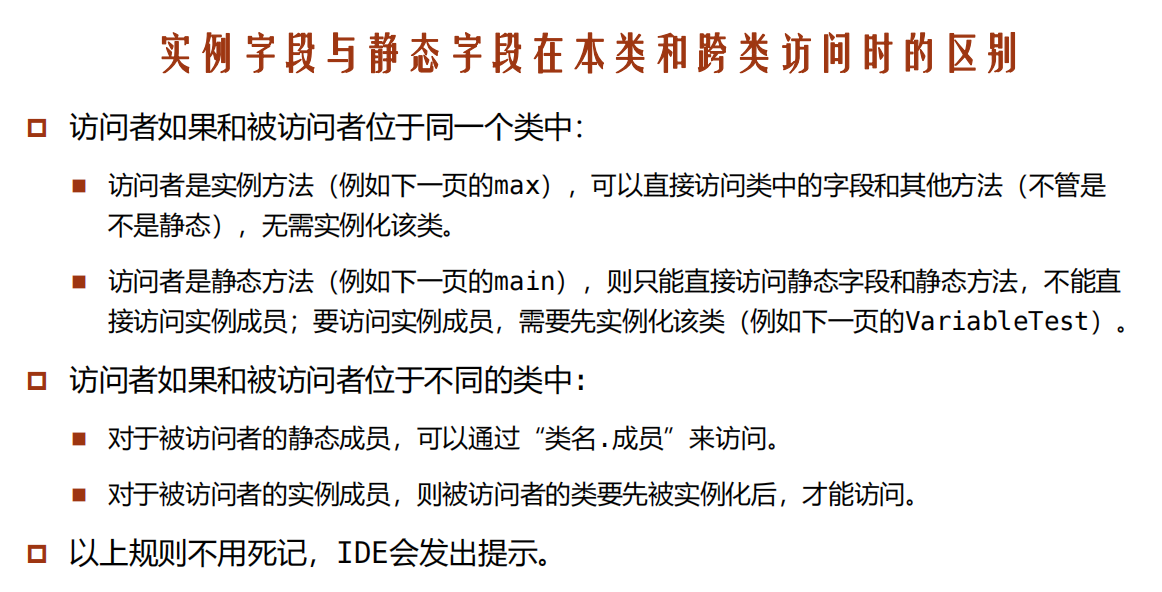 实例字段与静态字段在本类和跨类访问时的区别
访问者如果和被访问者位于同一个类中：
访问者是实例方法（例如下一页的max），可以直接访问类中的字段和其他方法（不管是
不是静态），无需实例化该类。
访问者是静态方法（例如下一页的main），则只能直接访问静态字段和静态方法，不能直
接访问实例成员；要访问实例成员，需要先实例化该类（例如下一页的VariableTest）。
访问者如果和被访问者位于不同的类中：
对于被访问者的静态成员，可以通过“类名.成员”来访问。
对于被访问者的实例成员，则被访问者的类要先被实例化后，才能访问。
以上规则不用死记，IDE会发出提示。